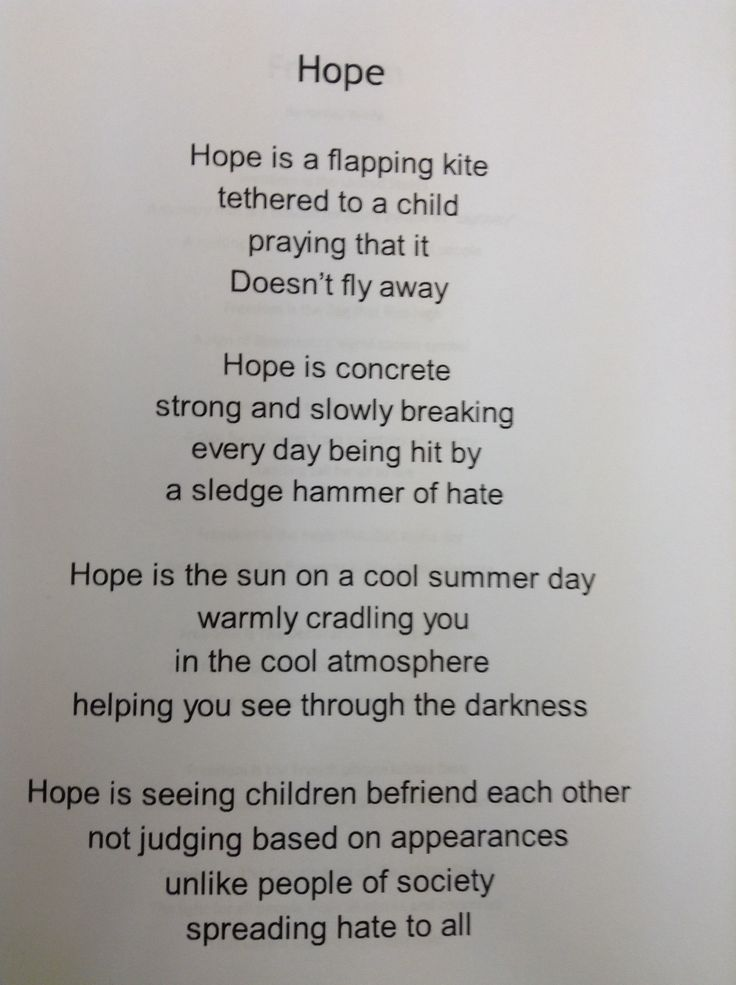 Hope
Hope is a flapping kite
tethered to a child
praying that it
Doesn't fly away
Hope is concrete
strong and slowly breaking
every day being hit by
a sledge hammer of hate
Hope is the sun on a cool summer day
warmly cradling you
in the cool atmosphere
helping you see through the darkness
Hope is seeing children befriend each other
not judging based on appearances
unlike people of society
spreading hate to all